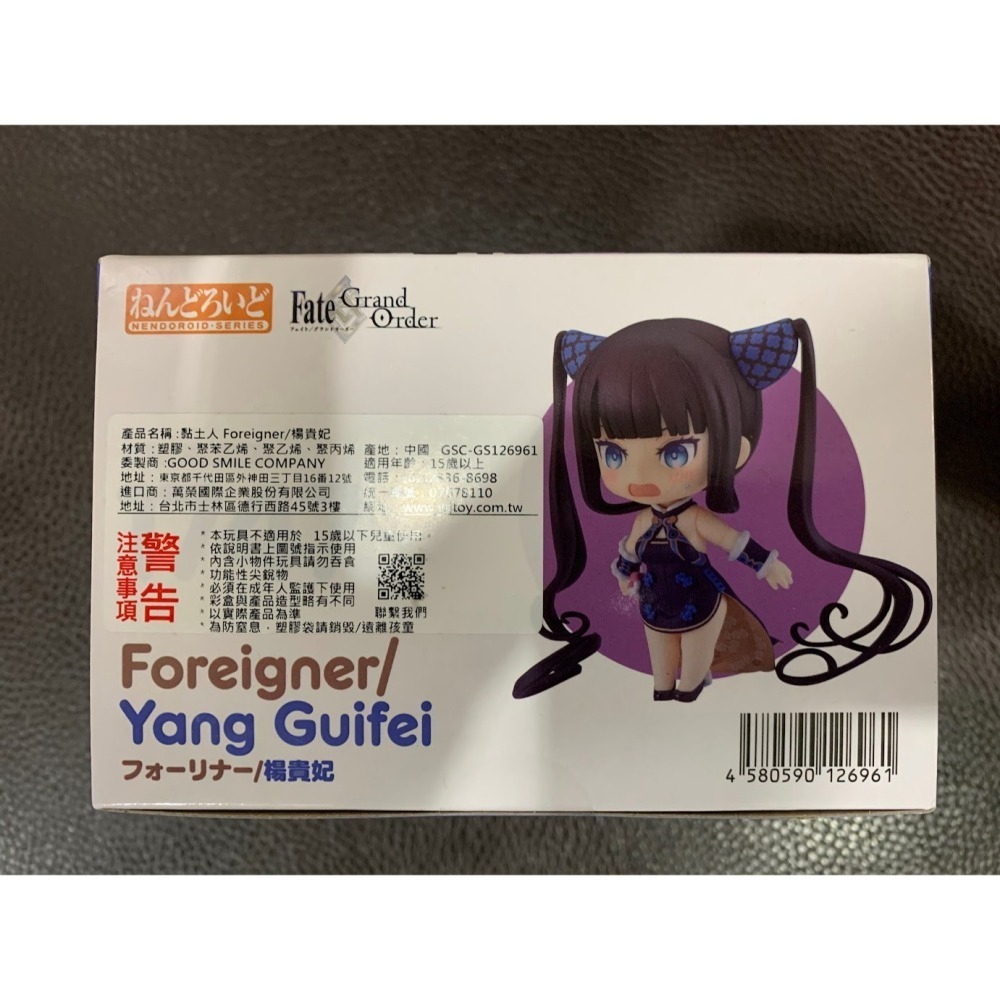 ねんどろいど
NENDOROID·SERIES
Fate Grand Order
フェイト/グランドオーダー
產品名稱:黏土人 Foreigner/楊貴妃
材質:塑膠、聚苯乙烯、聚乙烯、聚丙烯 產地:中國 GSC-GS126961
委製商:GOOD SMILE COMPANY 適用年齡:15歲以上
地址:東京都千代田區外神田三丁目16番12號 電話: 36-8698
進口商:萬榮國際企業股份有限公司 統一 78110
地址:台北市士林區德行西路45號3樓 toy.com.tw
警告
注意事項
*本玩具不適用於 15歲以下兒童使用。
*依說明書上圖號指示使用
*內含小物件玩具請勿吞食
*功能性尖銳物
*必須在成年人監護下使用
*彩盒與產品造型略有不同
*以實際產品為準
*為防窒息,塑膠袋請銷毀/遠離孩童
聯繫我們
Foreigner/
Yang Guifei
フォーリナー/楊貴妃
4 580590 126961